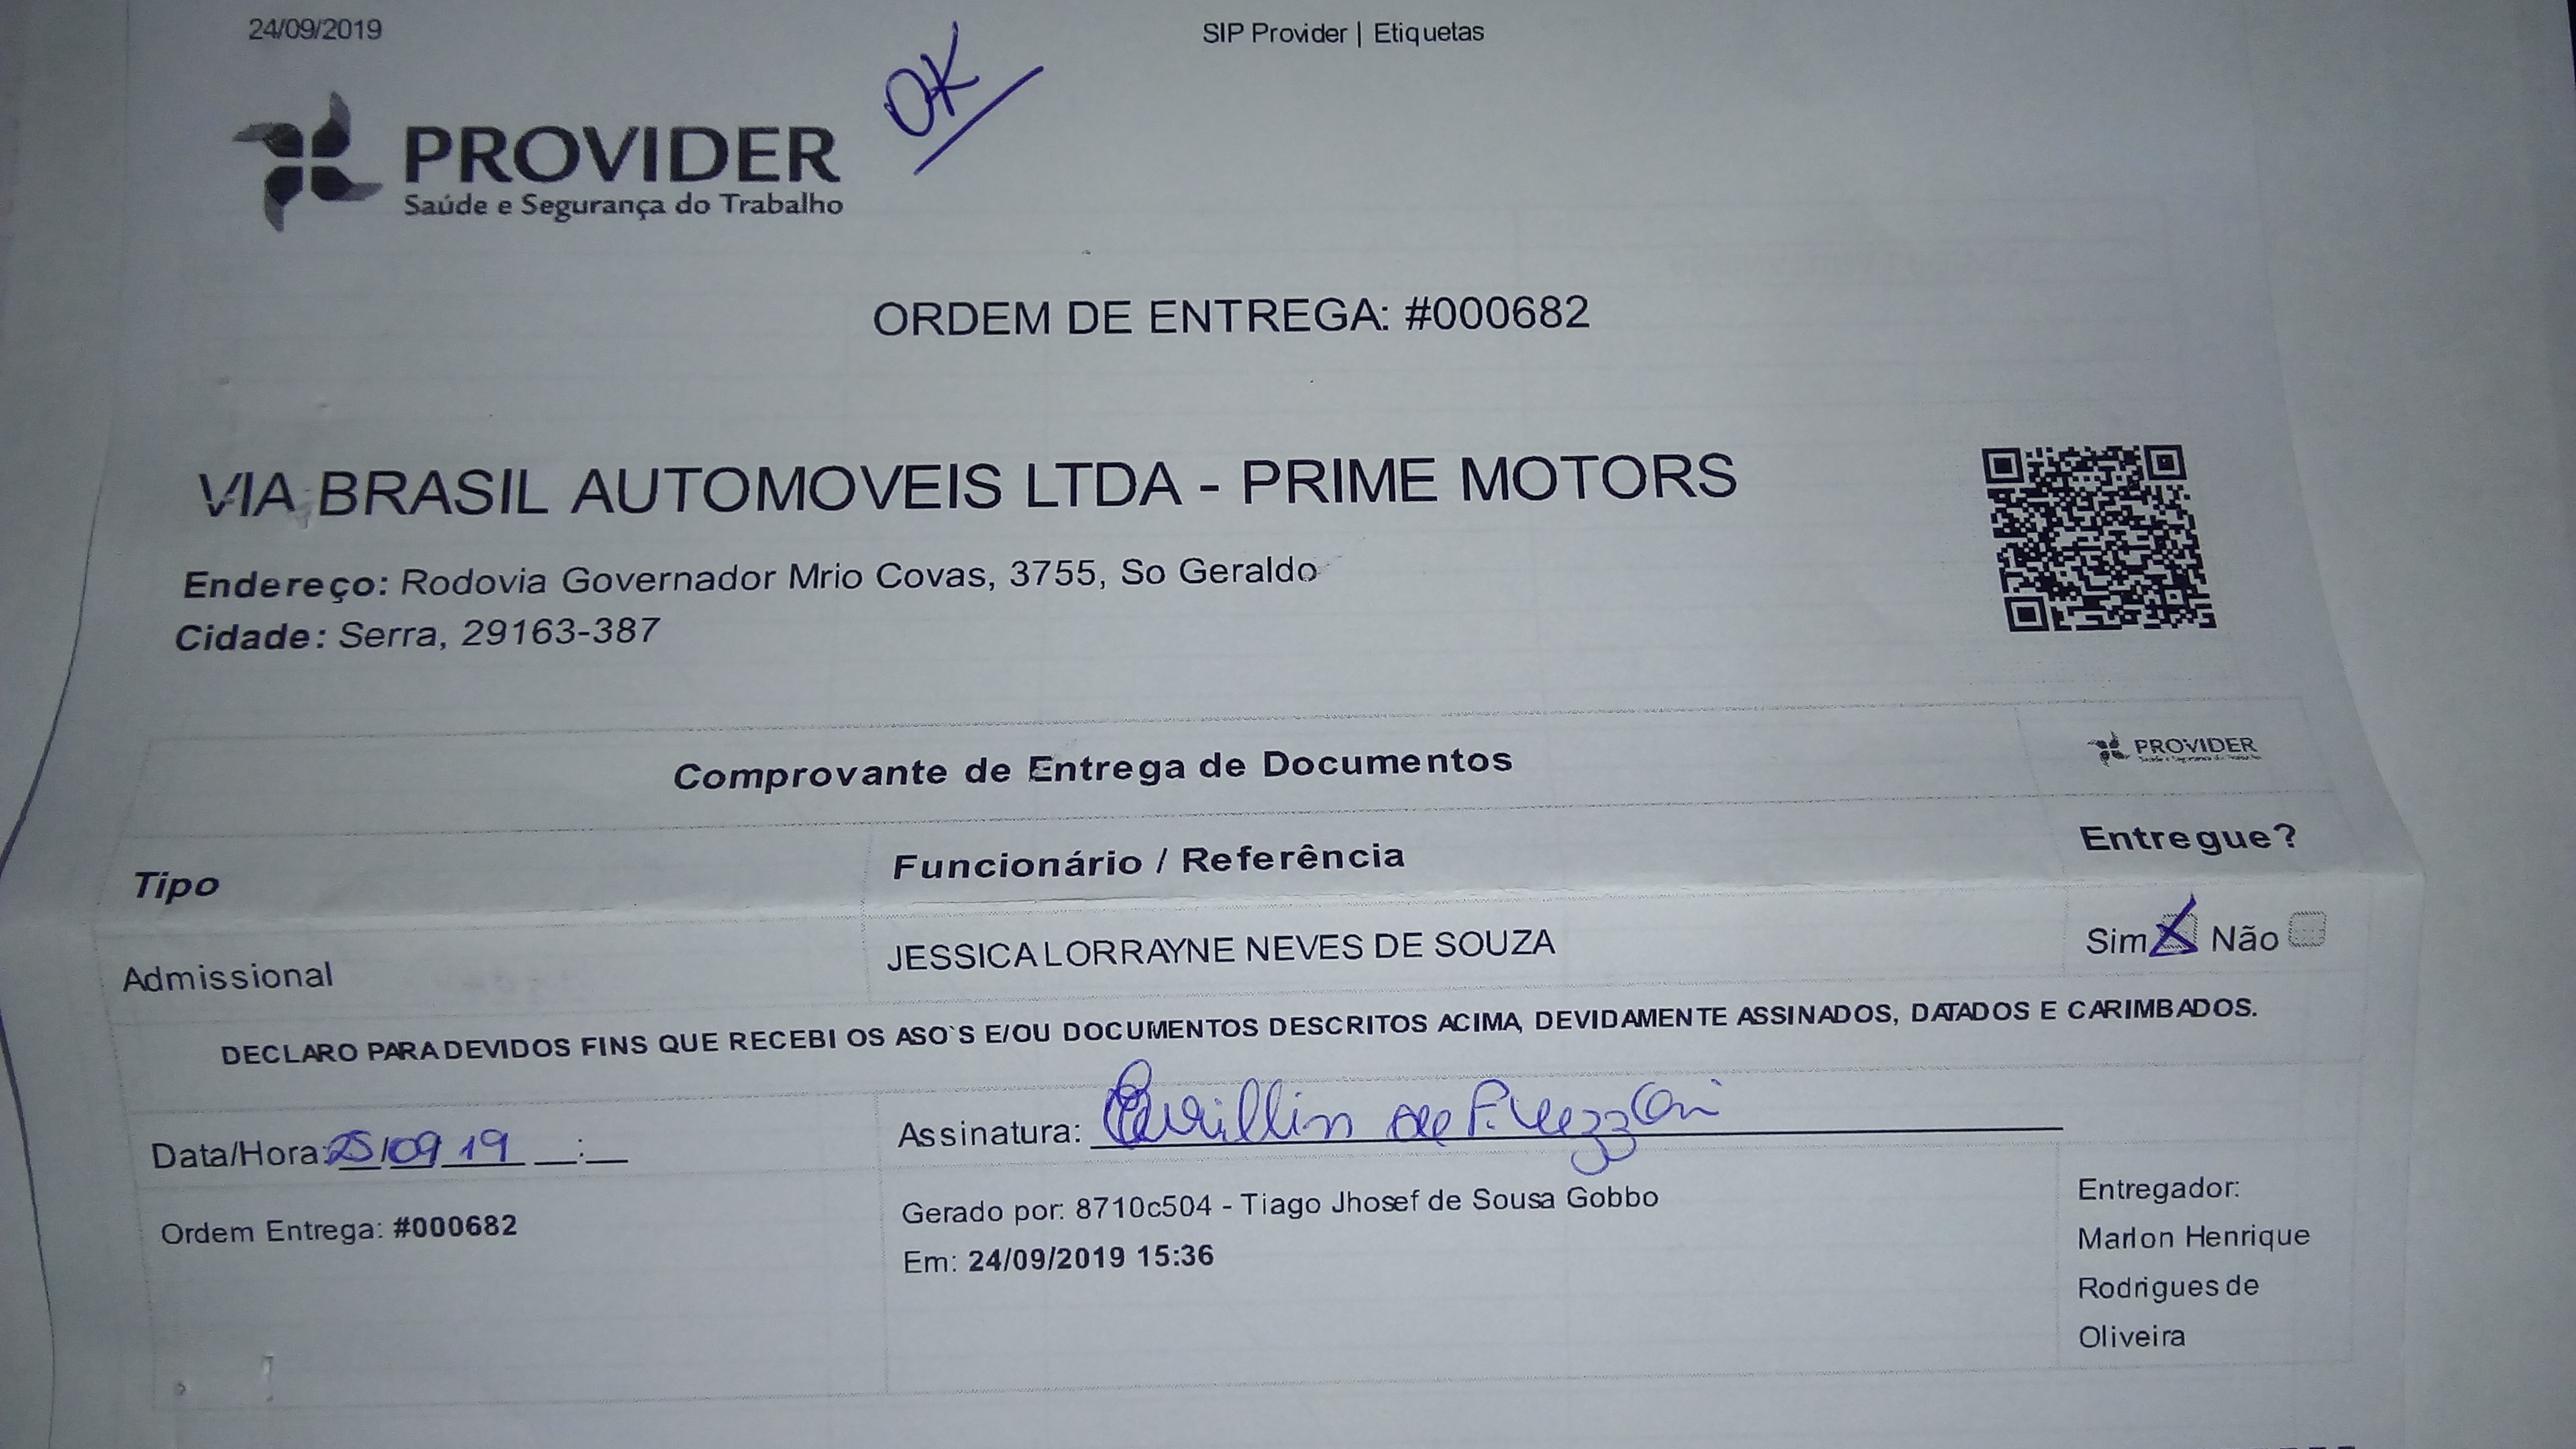 24/09/2019
SIP Provider | Etiquetas
OK
PROVIDER
Saúde e Segurança do Trabalho
ORDEM DE ENTREGA: #000682
VIA BRASIL AUTOMOVEIS LTDA - PRIME MOTORS
Endereço: Rodovia Governador Mrio Covas, 3755, So Geraldo
Cidade: Serra, 29163-387
Comprovante de Entrega de Documentos
PROVIDER
Saúde e Segurança do Trabalho
Tipo
Funcionário / Referência
Entregue?
Admissional
JESSICA LORRAYNE NEVES DE SOUZA
Sim X Não
DECLARO PARA DEVIDOS FINS QUE RECEBI OS ASO`S E/OU DOCUMENTOS DESCRITOS ACIMA, DEVIDAMENTE ASSINADOS, DATADOS E CARIMBADOS.
Data/Hora: 25/09 19 __:__
Assinatura:
Ordem Entrega: #000682
Gerado por: 8710c504 - Tiago Jhosef de Sousa Gobbo
Em: 24/09/2019 15:36
Entregador:
Marlon Henrique
Rodrigues de
Oliveira